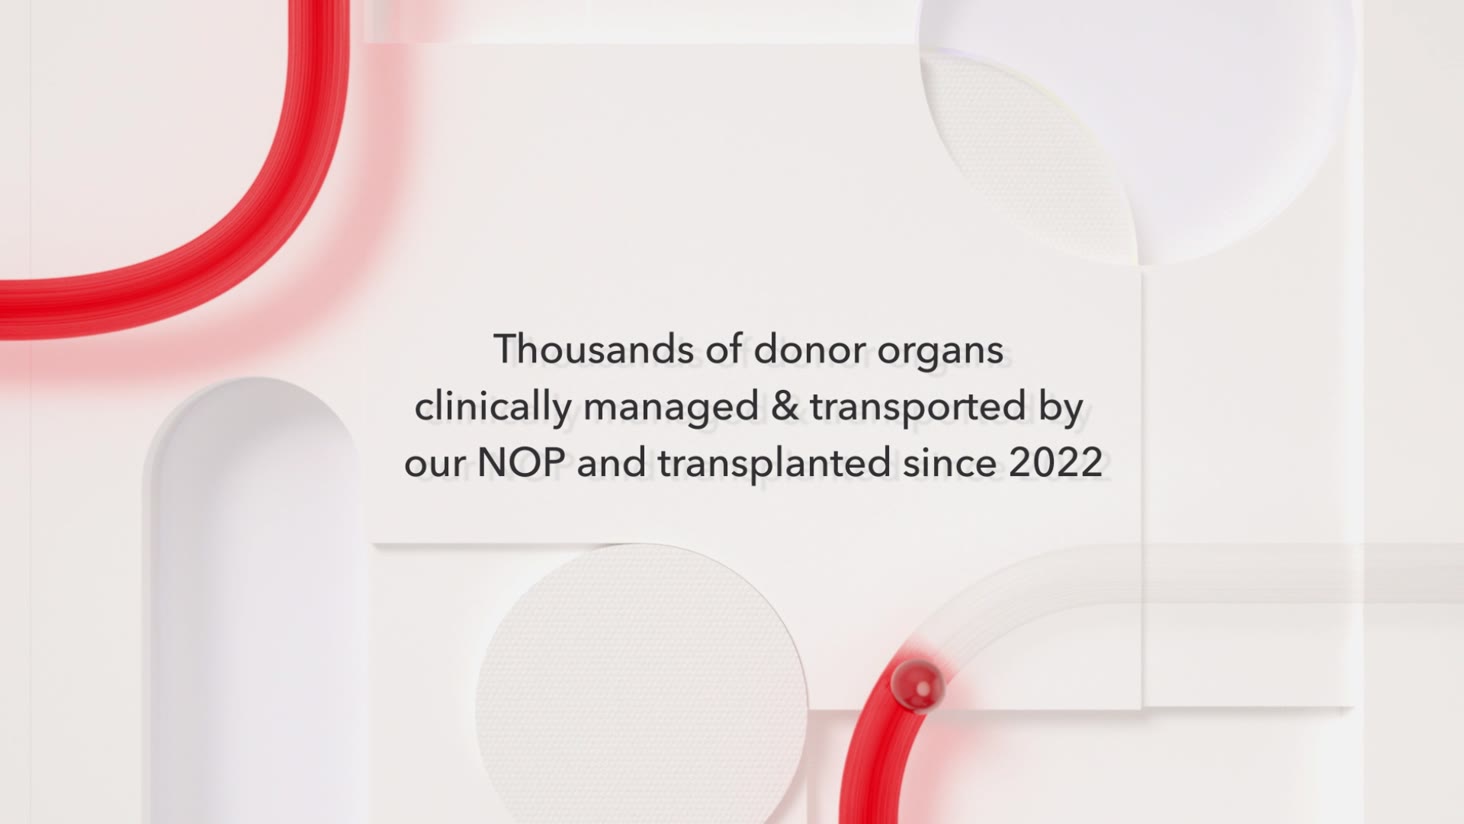 Thousands of donor organs
clinically managed & transported by
our NOP and transplanted since 2022